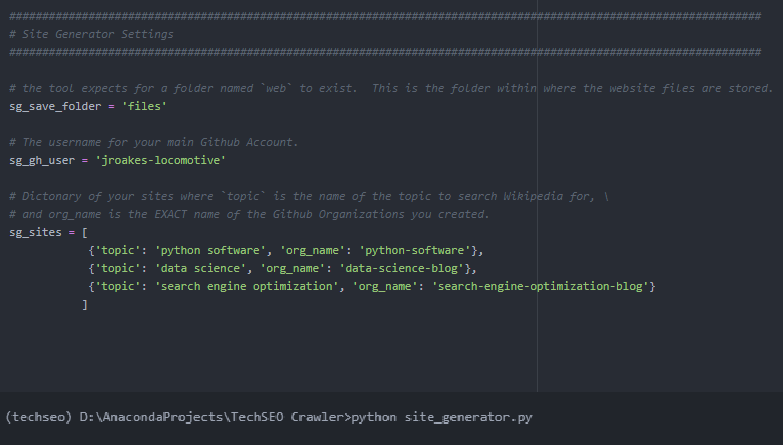 ##################################################################################################################
# Site Generator Settings
##################################################################################################################
# the tool expects for a folder named `web` to exist.  This is the folder within where the website files are stored.
sg_save_folder = 'files'
# The username for your main Github Account.
sg_gh_user = 'jroakes-locomotive'
# Dictonary of your sites where `topic` is the name of the topic to search Wikipedia for, \
# and org_name is the EXACT name of the Github Organizations you created.
sg_sites = [
{'topic': 'python software', 'org_name': 'python-software'},
{'topic': 'data science', 'org_name': 'data-science-blog'},
{'topic': 'search engine optimization', 'org_name': 'search-engine-optimization-blog'}
]
(techseo) D:\AnacondaProjects\TechSEO Crawler>python site_generator.py